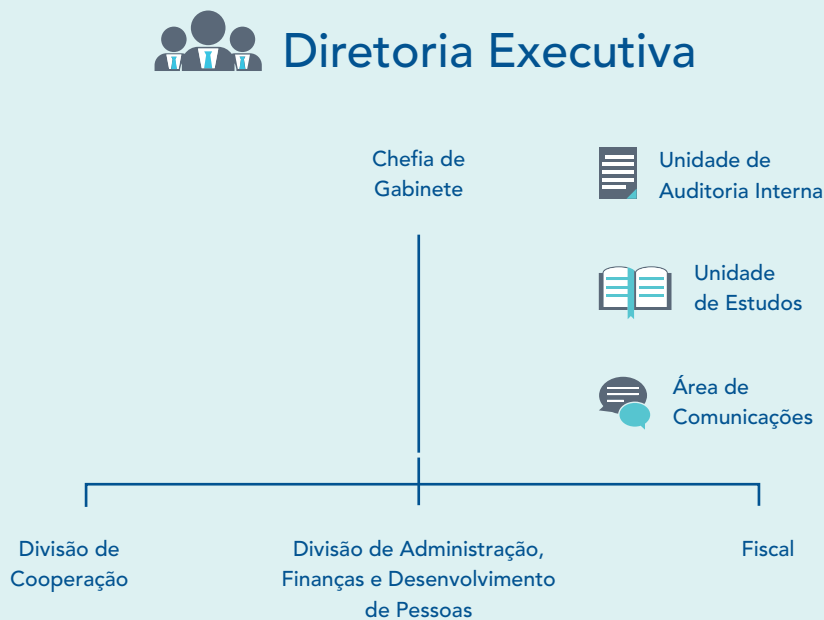 Diretoria Executiva
Chefia de
Gabinete
Unidade de
Auditoria Interna
Unidade
de Estudos
Área de
Comunicações
Divisão de
Cooperação
Divisão de Administração,
Finanças e Desenvolvimento
de Pessoas
Fiscal